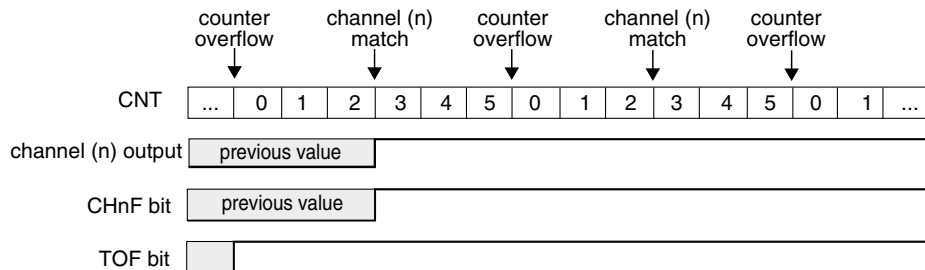 counter overflow
channel (n) match
counter overflow
channel (n) match
counter overflow
CNT ... 0 1 2 3 4 5 0 1 2 3 4 5 0 1 ...
channel (n) output previous value
CHnF bit previous value
TOF bit